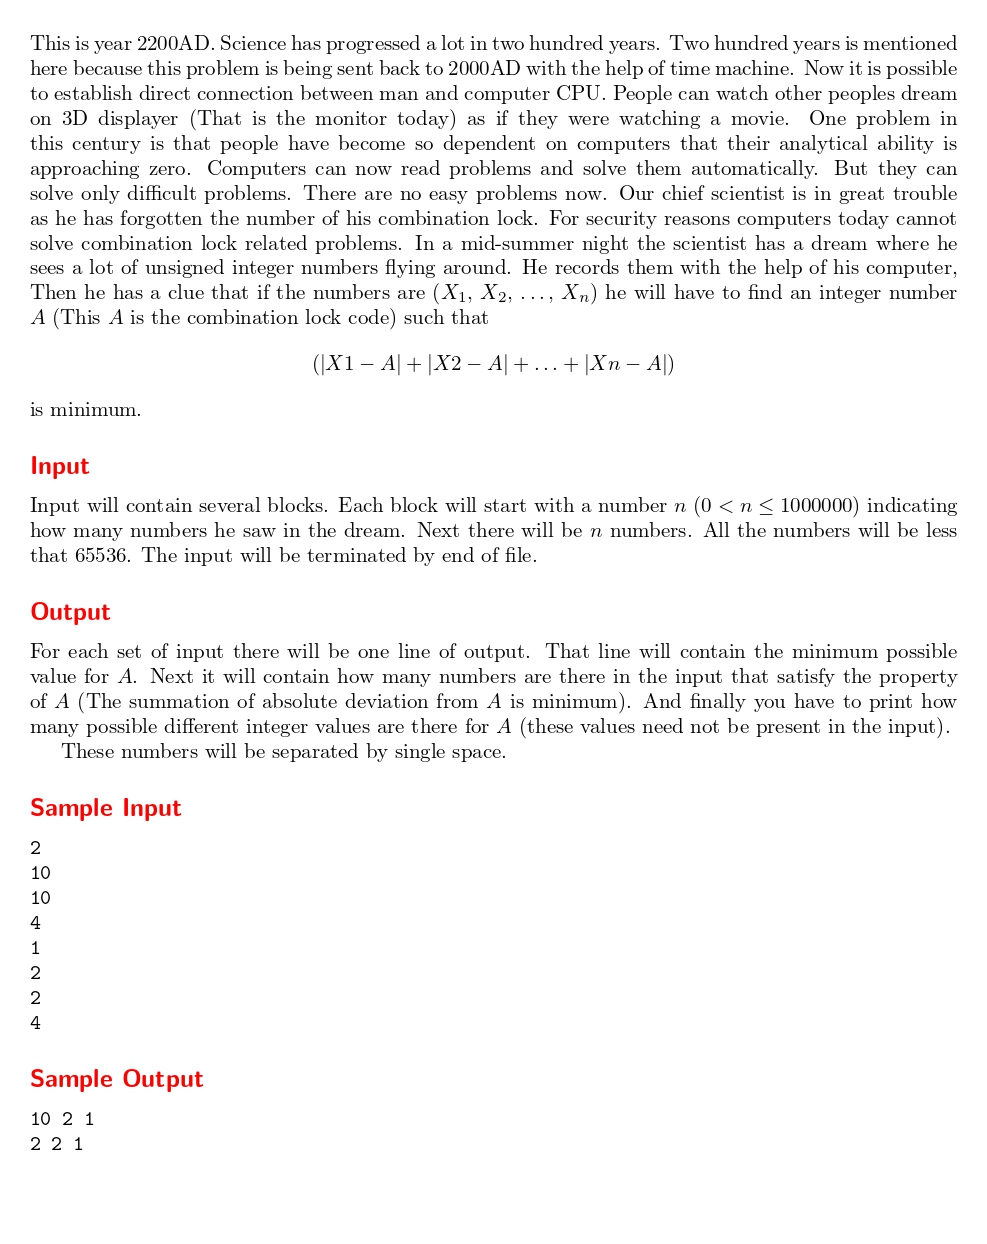 This is year 2200AD. Science has progressed a lot in two hundred years. Two hundred years is mentioned
here because this problem is being sent back to 2000AD with the help of time machine. Now it is possible
to establish direct connection between man and computer CPU. People can watch other peoples dream
on 3D displayer (That is the monitor today) as if they were watching a movie. One problem in
this century is that people have become so dependent on computers that their analytical ability is
approaching zero. Computers can now read problems and solve them automatically. But they can
solve only difficult problems. There are no easy problems now. Our chief scientist is in great trouble
as he has forgotten the number of his combination lock. For security reasons computers today cannot
solve combination lock related problems. In a mid-summer night the scientist has a dream where he
sees a lot of unsigned integer numbers flying around. He records them with the help of his computer,
Then he has a clue that if the numbers are (X₁, X₂, ..., Xₙ) he will have to find an integer number
A (This A is the combination lock code) such that
(|X1 − A| + |X2 − A| + ... + |Xn − A|)
is minimum.
Input
Input will contain several blocks. Each block will start with a number n (0 < n ≤ 1000000) indicating
how many numbers he saw in the dream. Next there will be n numbers. All the numbers will be less
that 65536. The input will be terminated by end of file.
Output
For each set of input there will be one line of output. That line will contain the minimum possible
value for A. Next it will contain how many numbers are there in the input that satisfy the property
of A (The summation of absolute deviation from A is minimum). And finally you have to print how
many possible different integer values are there for A (these values need not be present in the input).
These numbers will be separated by single space.
Sample Input
2
10
10
4
1
2
2
4
Sample Output
10 2 1
2 2 1